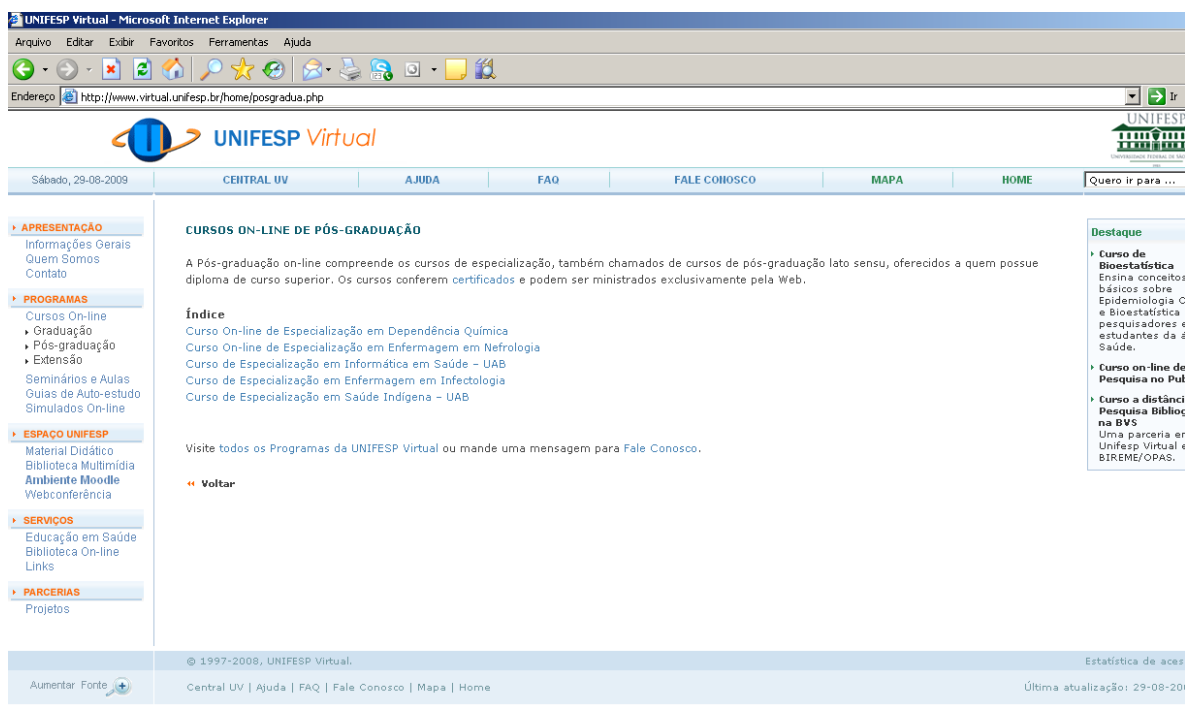 UNIFESP Virtual - Microsoft Internet Explorer
Arquivo Editar Exibir Favoritos Ferramentas Ajuda
Endereço http://www.virtual.unifesp.br/home/posgradua.php Ir
UNIFESP Virtual
UNIFESP
Sábado, 29-08-2009 CENTRAL UV AJUDA FAQ FALE CONOSCO MAPA HOME Quero ir para ...
APRESENTAÇÃO
Informações Gerais
Quem Somos
Contato
PROGRAMAS
Cursos On-line
Graduação
Pós-graduação
Extensão
Seminários e Aulas
Guias de Auto-estudo
Simulados On-line
ESPAÇO UNIFESP
Material Didático
Biblioteca Multimídia
Ambiente Moodle
Webconferência
SERVIÇOS
Educação em Saúde
Biblioteca On-line
Links
PARCERIAS
Projetos
CURSOS ON-LINE DE PÓS-GRADUAÇÃO
A Pós-graduação on-line compreende os cursos de especialização, também chamados de cursos de pós-graduação lato sensu, oferecidos a quem possue
diploma de curso superior. Os cursos conferem certificados e podem ser ministrados exclusivamente pela Web.
Índice
Curso On-line de Especialização em Dependência Química
Curso On-line de Especialização em Enfermagem em Nefrologia
Curso de Especialização em Informática em Saúde – UAB
Curso de Especialização em Enfermagem em Infectologia
Curso de Especialização em Saúde Indígena – UAB
Visite todos os Programas da UNIFESP Virtual ou mande uma mensagem para Fale Conosco.
Voltar
Destaque
Curso de
Bioestatística
Ensina conceitos
básicos sobre
Epidemiologia C
e Bioestatística
pesquisadores e
estudantes da á
Saúde.
Curso on-line de
Pesquisa no Pub
Curso a distânci
Pesquisa Bibliog
na BVS
Uma parceria en
Unifesp Virtual e
BIREME/OPAS.
© 1997-2008, UNIFESP Virtual. Estatística de aces
Aumentar Fonte Central UV | Ajuda | FAQ | Fale Conosco | Mapa | Home Última atualização: 29-08-20